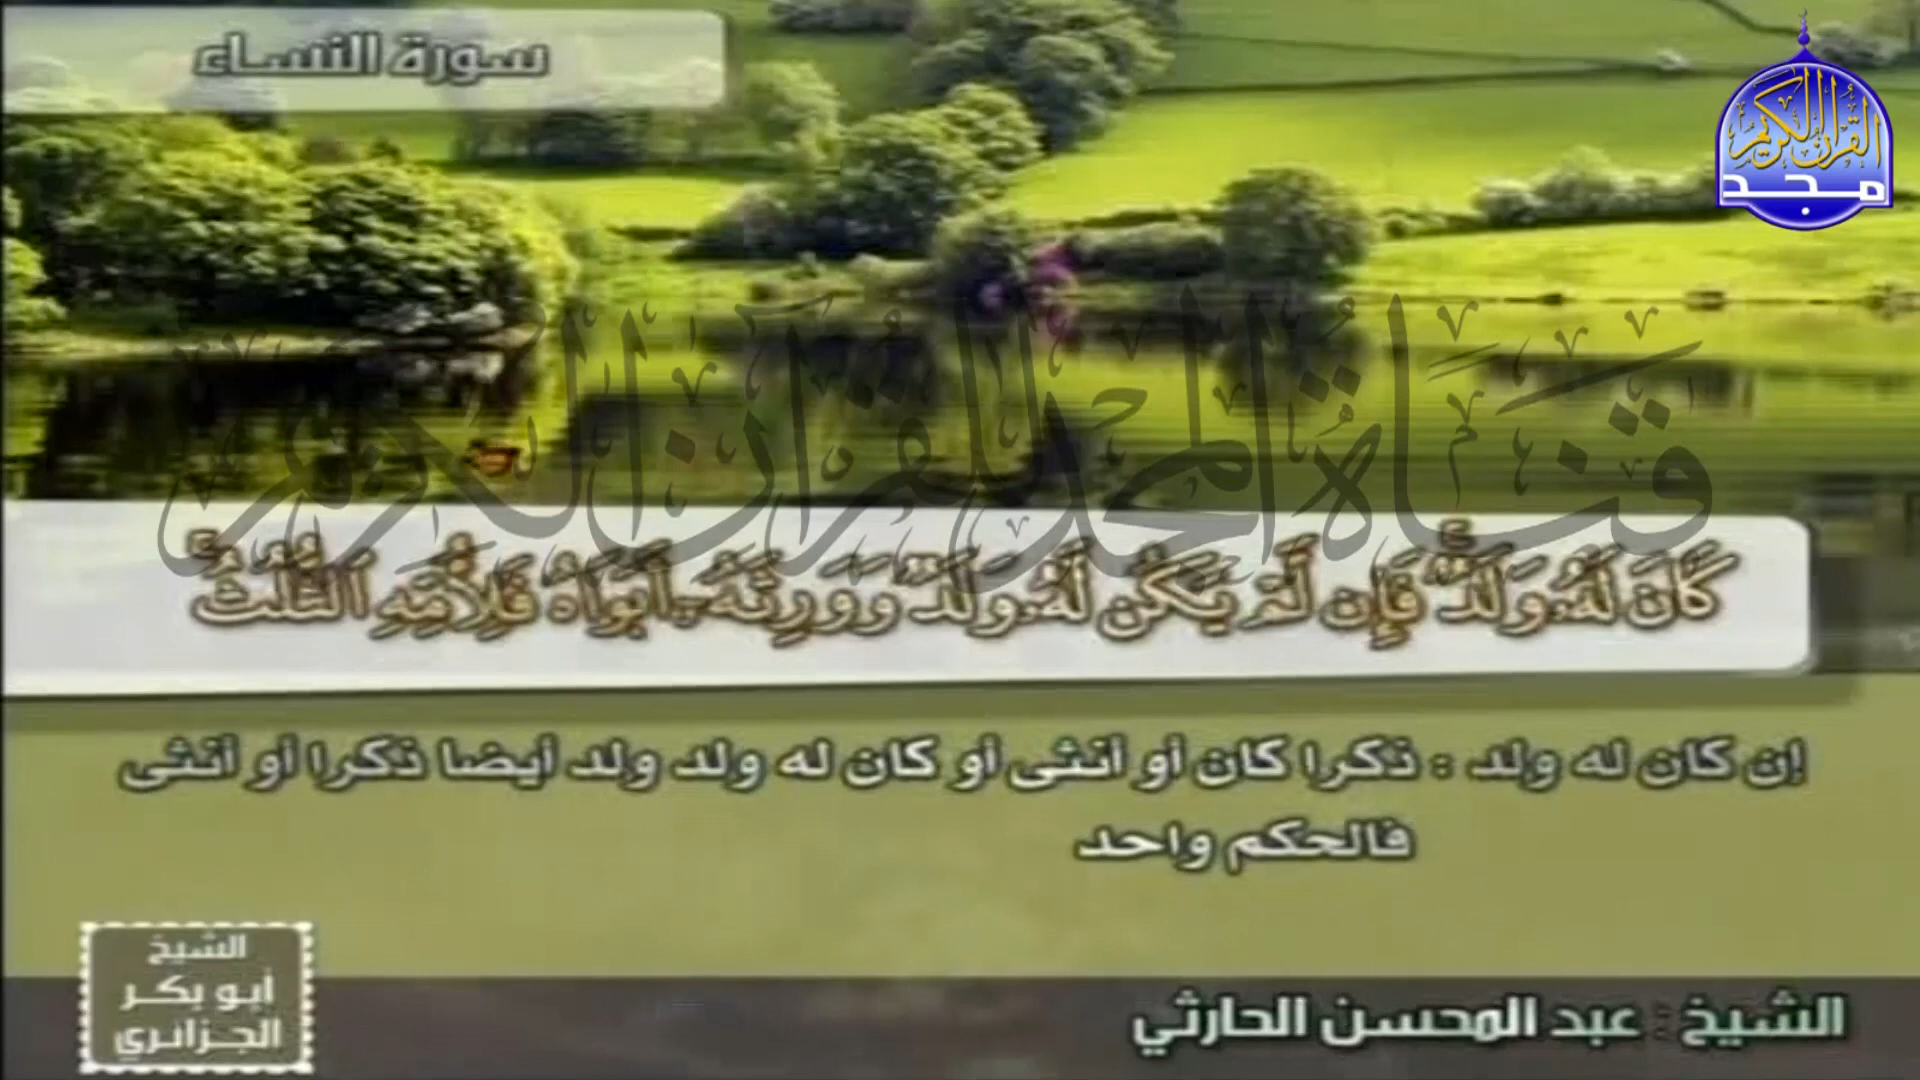 سورة النساء
القرآن الكريم
مجد
قناة المجد للقرآن الكريم
كَانَ لَهُۥ وَلَدٌۚ فَإِن لَّمْ يَكُن لَّهُۥ وَلَدٌ وَوَرِثَهُۥٓ أَبَوَاهُ فَلِأُمِّهِ ٱلثُّلُثُۚ
إن كان له ولد : ذكرا كان أو أنثى أو كان له ولد ولد أيضا ذكرا أو أنثى
فالحكم واحد
الشيخ
أبو بكر
الجزائري
الشيخ : عبد المحسن الحارثي